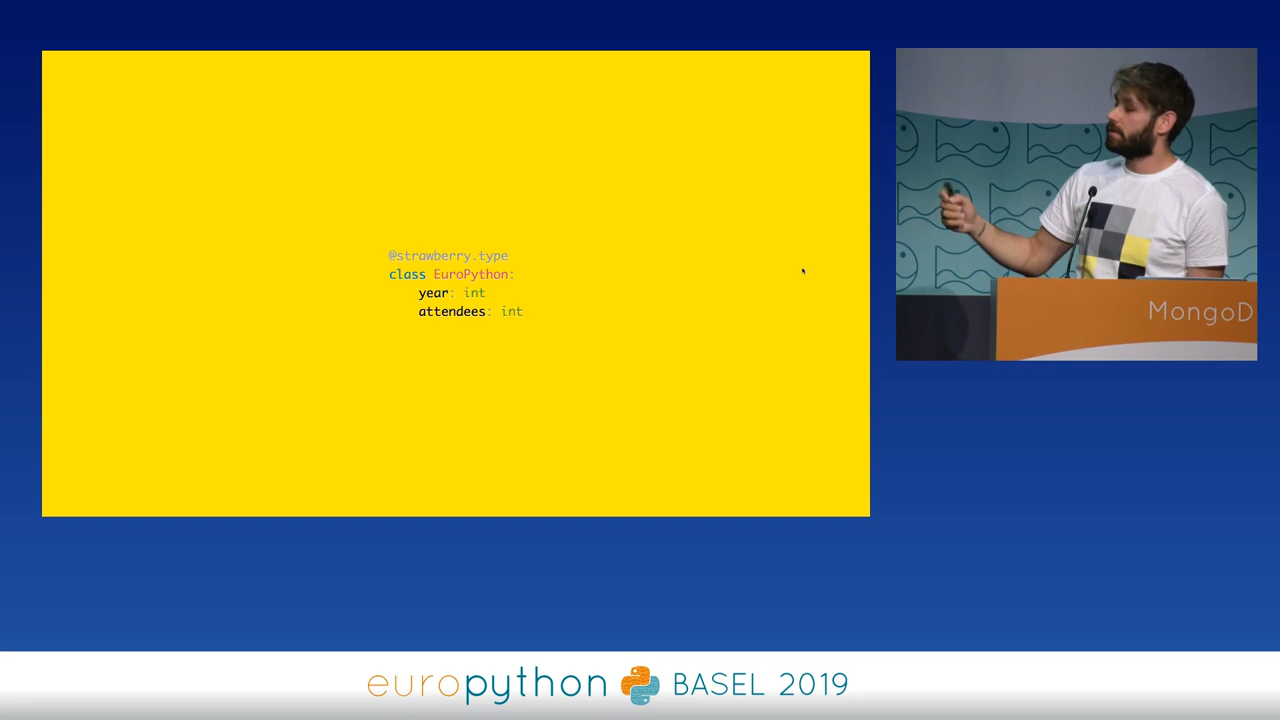 @strawberry.type
class EuroPython:
    year: int
    attendees: int
MongoD
europython BASEL 2019